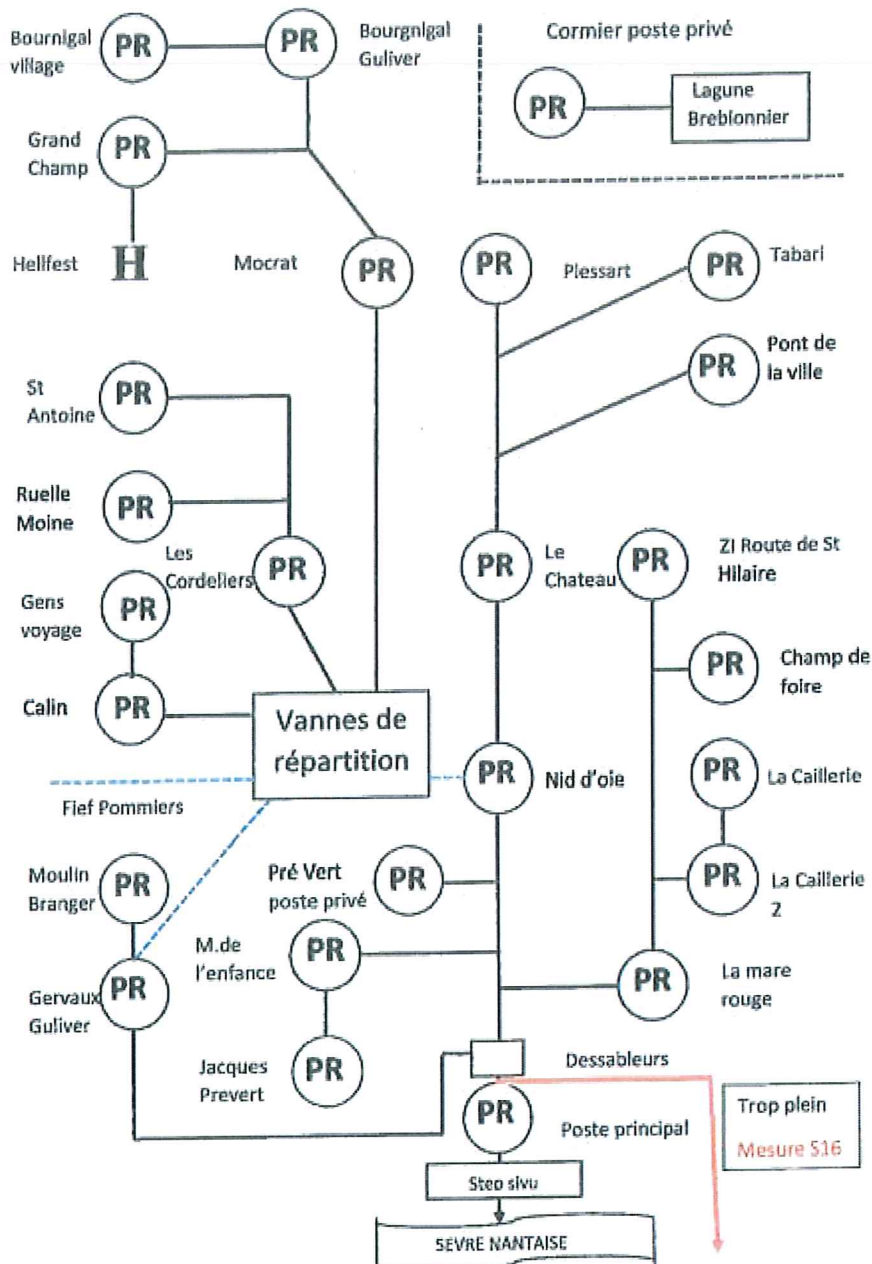 Bournigal
village
PR
PR
Bourgnigal
Guliver
Cormier poste privé
PR
Lagune
Breblonnier
Grand
Champ
PR
Hellfest
H
Mocrat
PR
PR
Plessart
PR
Tabari
PR
Pont de
la ville
St
Antoine
PR
Ruelle
Moine
PR
Les
Cordeliers
PR
PR
Le
Chateau
PR
ZI Route de St
Hilaire
Gens
voyage
PR
PR
Champ de
foire
Calin
PR
Vannes de
répartition
PR
Nid d'oie
PR
La Caillerie
Fief Pommiers
Moulin
Branger
PR
Pré Vert
poste privé
PR
PR
La Caillerie
2
M.de
l'enfance
PR
Gervaux
Guliver
PR
PR
La mare
rouge
Jacques
Prevert
PR
Dessableurs
PR
Poste principal
Trop plein
Mesure S16
Step sivu
SEVRE NANTAISE